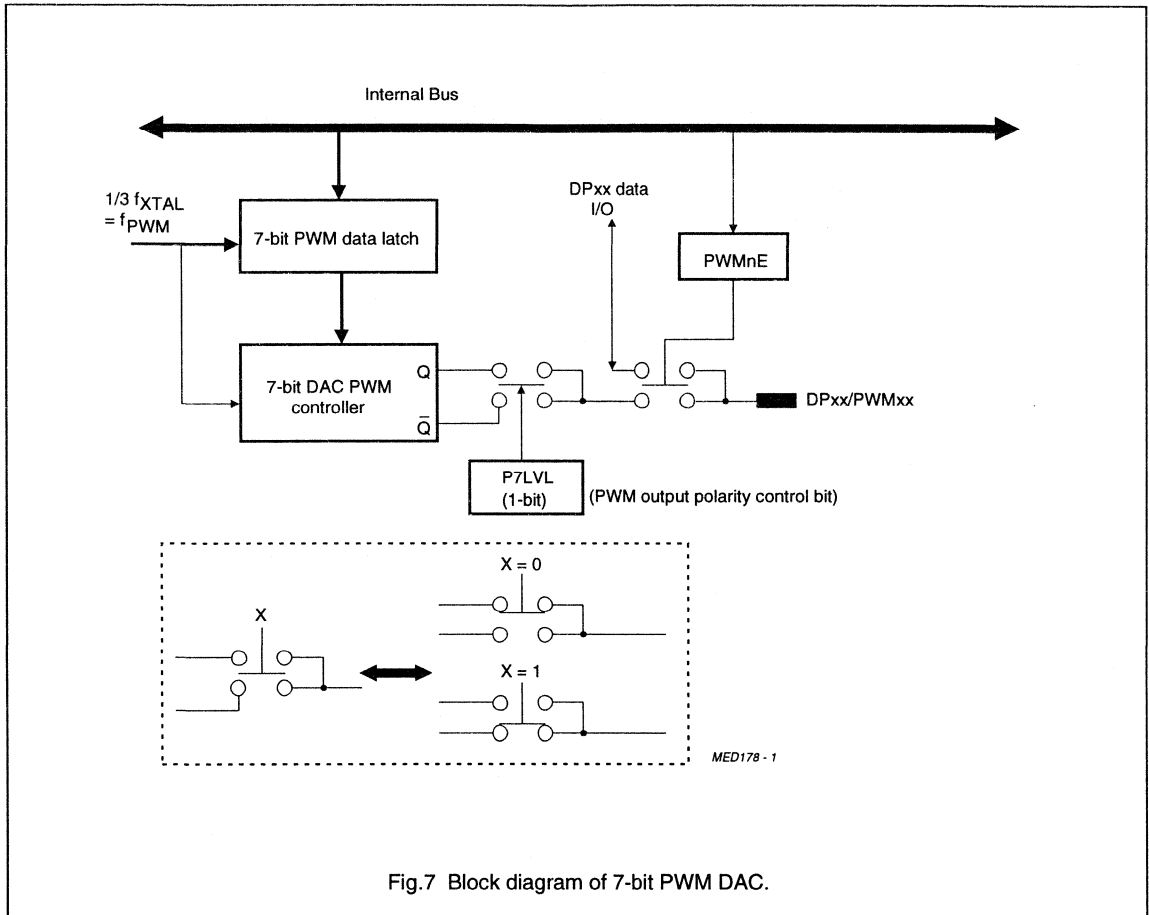 Internal Bus
1/3 fXTAL
= fPWM
7-bit PWM data latch
DPxx data
I/O
PWMnE
7-bit DAC PWM
controller
Q
Q̅
DPxx/PWMxx
P7LVL
(1-bit)
(PWM output polarity control bit)
X
X = 0
X = 1
MED178 - 1
Fig.7 Block diagram of 7-bit PWM DAC.